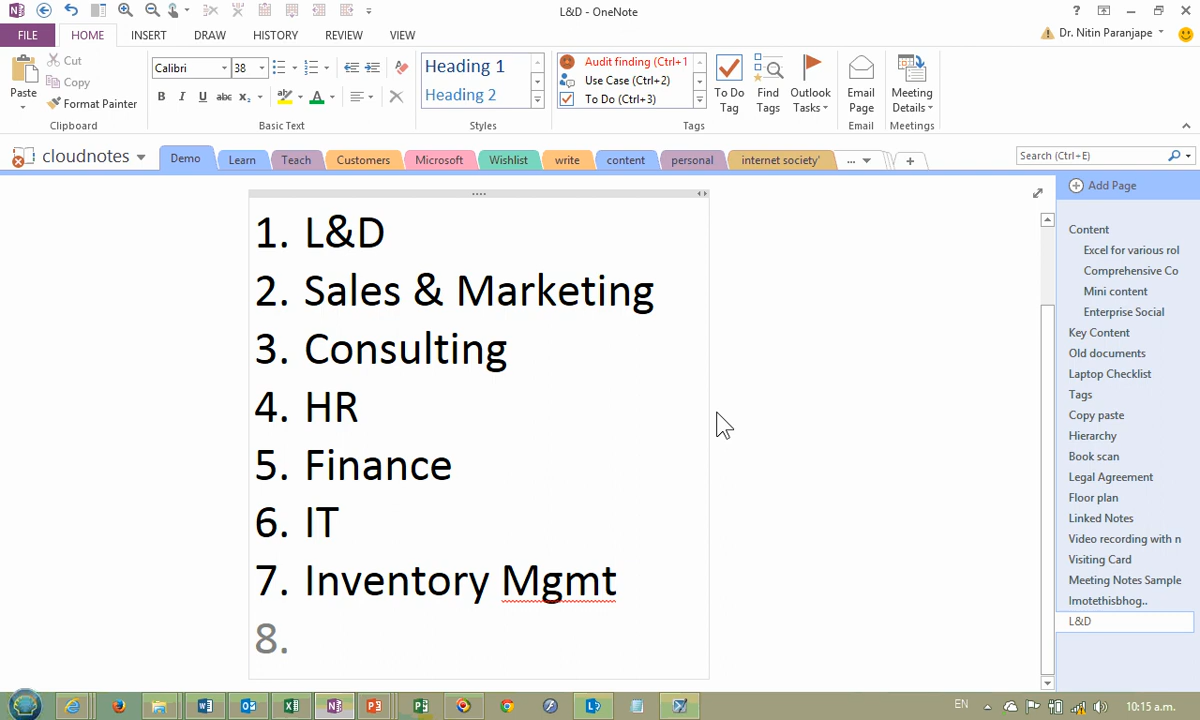 L&D - OneNote
?
FILE HOME INSERT DRAW HISTORY REVIEW VIEW
Dr. Nitin Paranjape
Paste
Cut
Copy
Format Painter
Clipboard
Calibri 38
B I U abc X₂ A
Basic Text
Heading 1
Heading 2
Styles
Audit finding (Ctrl+1
Use Case (Ctrl+2)
To Do (Ctrl+3)
Tags
To Do Tag
Find Tags
Outlook Tasks
Email Page
Email
Meeting Details
Meetings
cloudnotes
Demo Learn Teach Customers Microsoft Wishlist write content personal internet society' ... +
Search (Ctrl+E)
Add Page
1. L&D
2. Sales & Marketing
3. Consulting
4. HR
5. Finance
6. IT
7. Inventory Mgmt
8.
Content
Excel for various rol
Comprehensive Co
Mini content
Enterprise Social
Key Content
Old documents
Laptop Checklist
Tags
Copy paste
Hierarchy
Book scan
Legal Agreement
Floor plan
Linked Notes
Video recording with n
Visiting Card
Meeting Notes Sample
Imotethisbhog..
L&D
EN
10:15 a.m.